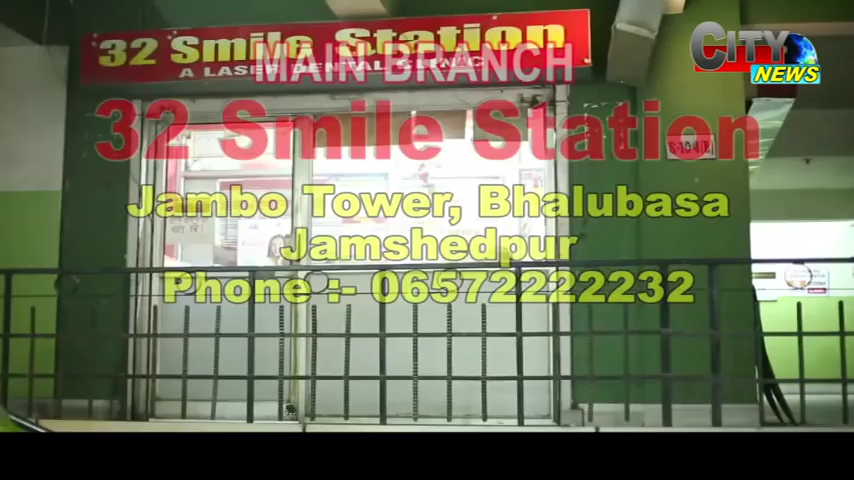 32 Smile Station
A LASER DENTAL CLINIC
CITY
NEWS
MAIN BRANCH
32 Smile Station
Jambo Tower, Bhalubasa
Jamshedpur
Phone :- 06572222232